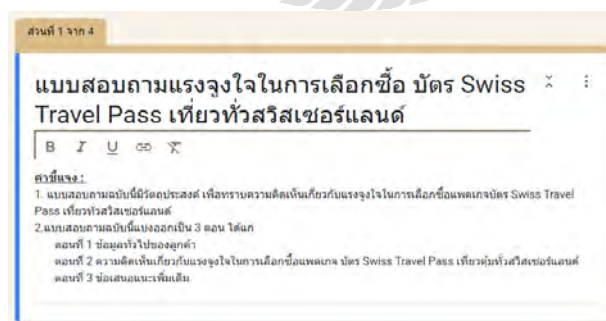 ส่วนที่ 1 จาก 4
แบบสอบถามแรงจูงใจในการเลือกซื้อ บัตร Swiss
Travel Pass เที่ยวทั่วสวิสเซอร์แลนด์
B I U
คำชี้แจง :
1. แบบสอบถามฉบับนี้มีวัตถุประสงค์ เพื่อทราบความคิดเห็นเกี่ยวกับแรงจูงใจในการเลือกซื้อแพคเกจบัตร Swiss Travel
Pass เที่ยวทั่วสวิสเซอร์แลนด์
2.แบบสอบถามฉบับนี้แบ่งออกเป็น 3 ตอน ได้แก่
ตอนที่ 1 ข้อมูลทั่วไปของลูกค้า
ตอนที่ 2 ความคิดเห็นเกี่ยวกับแรงจูงใจในการเลือกซื้อแพคเกจ บัตร Swiss Travel Pass เที่ยวคุ้มทั่วสวิสเซอร์แลนด์
ตอนที่ 3 ข้อเสนอแนะเพิ่มเติม